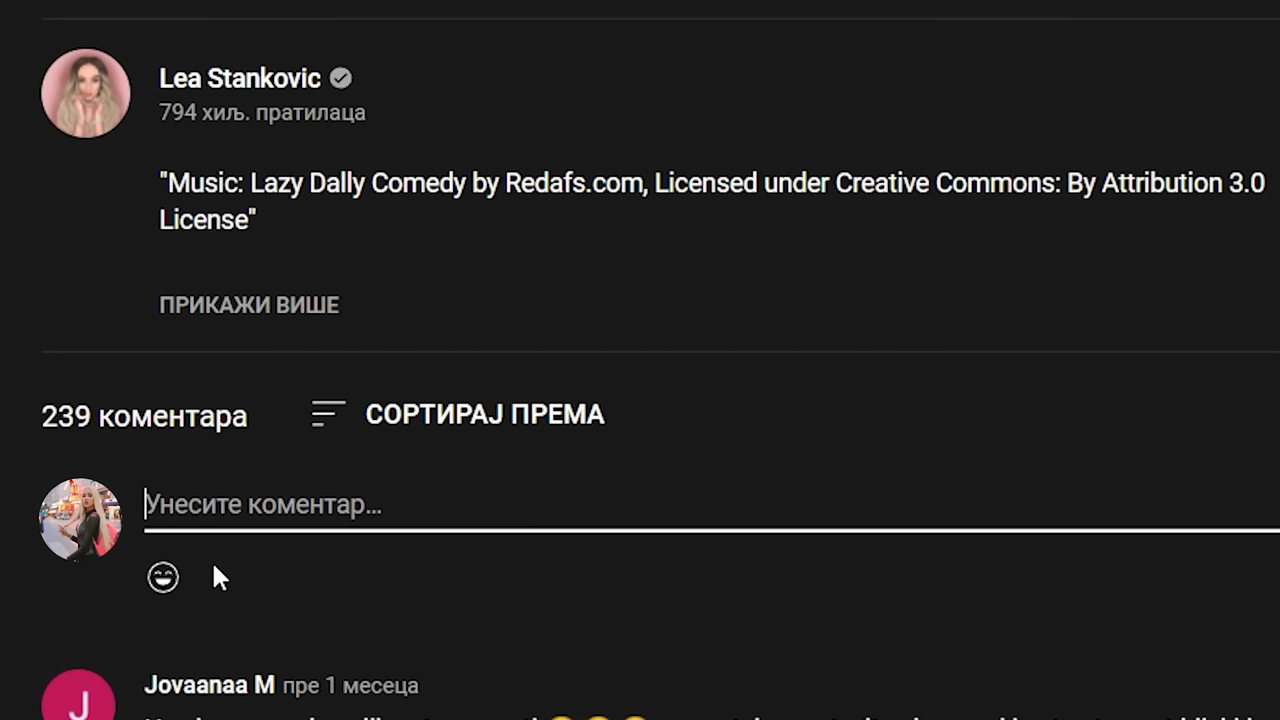 Lea Stankovic
794 хиљ. пратилаца
"Music: Lazy Dally Comedy by Redafs.com, Licensed under Creative Commons: By Attribution 3.0
License"
ПРИКАЖИ ВИШЕ
239 коментара СОРТИРАЈ ПРЕМА
Унесите коментар...
J
Jovaanaa M пре 1 месеца